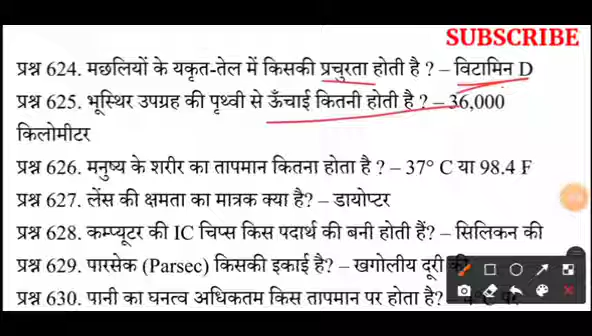 SUBSCRIBE
प्रश्न 624. मछलियों के यकृत-तेल में किसकी प्रचुरता होती है ? – विटामिन D
प्रश्न 625. भूस्थिर उपग्रह की पृथ्वी से ऊँचाई कितनी होती है ? – 36,000
किलोमीटर
प्रश्न 626. मनुष्य के शरीर का तापमान कितना होता है ? – 37° C या 98.4 F
प्रश्न 627. लेंस की क्षमता का मात्रक क्या है? – डायोप्टर
प्रश्न 628. कम्प्यूटर की IC चिप्स किस पदार्थ की बनी होती हैं? – सिलिकन की
प्रश्न 629. पारसेक (Parsec) किसकी इकाई है? – खगोलीय दूरी की
प्रश्न 630. पानी का घनत्व अधिकतम किस तापमान पर होता है?